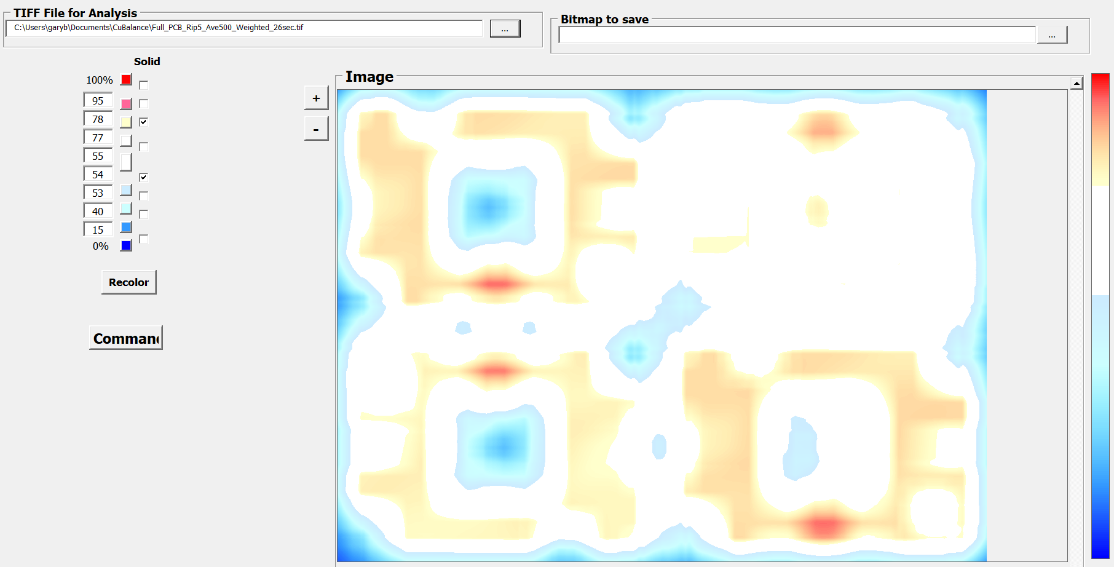 TIFF File for Analysis
C:\Users\garyb\Documents\CuBalance\Full_PCB_Rip5_Ave500_Weighted_26sec.tif
...
Bitmap to save
...
Solid
100%
95
78
77
55
54
53
40
15
0%
Recolor
Command
+
-
Image